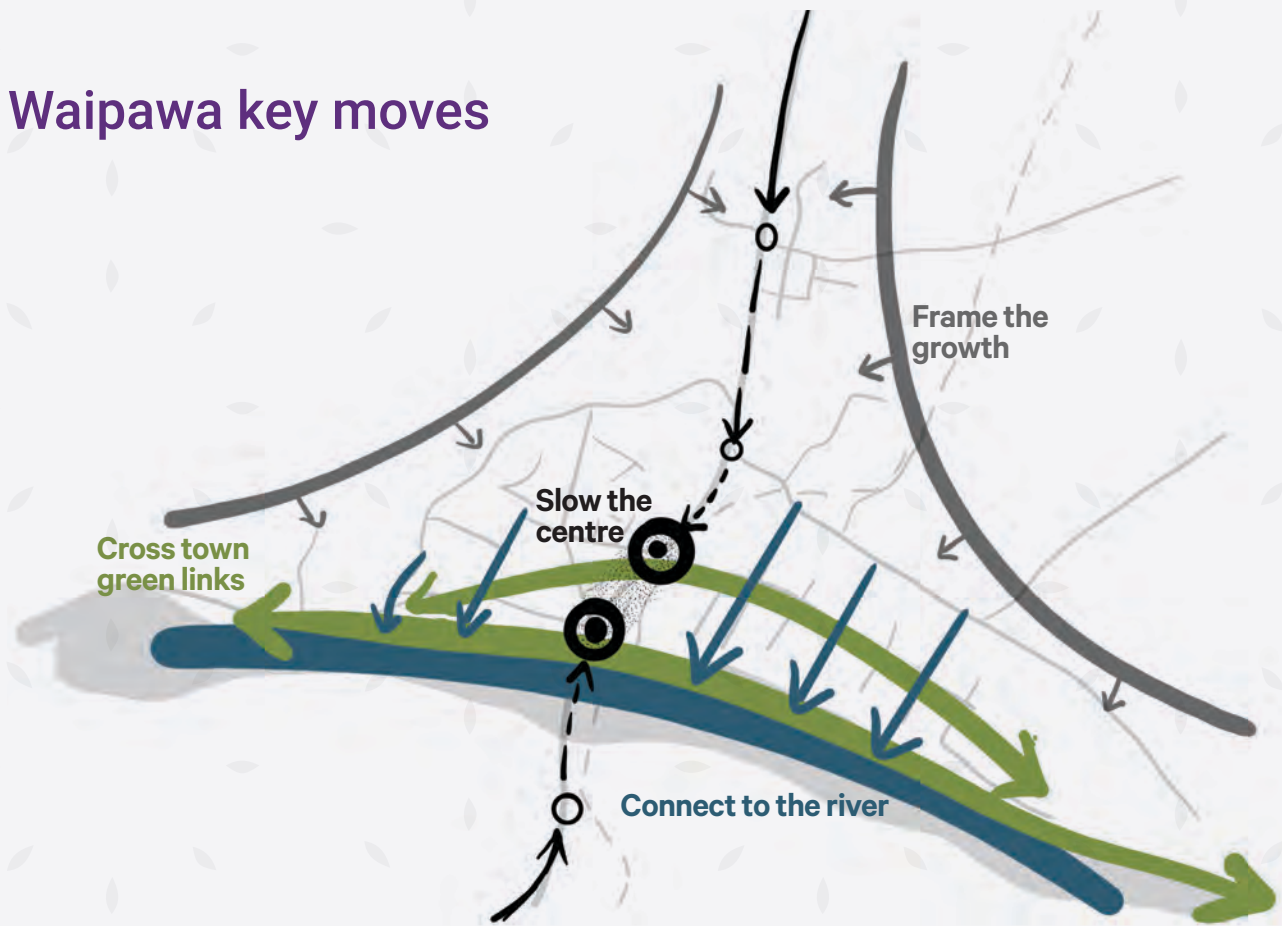 Waipawa key moves
Frame the
growth
Slow the
centre
Cross town
green links
Connect to the river